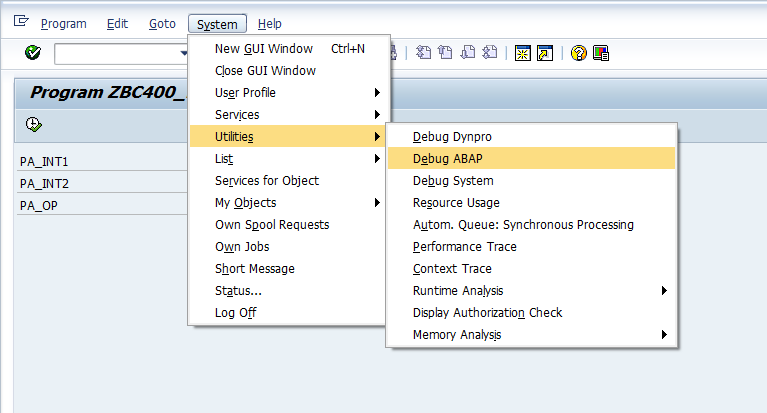 Program Edit Goto System Help
New GUI Window Ctrl+N
Close GUI Window
User Profile
Services
Utilities
List
Services for Object
My Objects
Own Spool Requests
Own Jobs
Short Message
Status...
Log Off
Debug Dynpro
Debug ABAP
Debug System
Resource Usage
Autom. Queue: Synchronous Processing
Performance Trace
Context Trace
Runtime Analysis
Display Authorization Check
Memory Analysis
Program ZBC400_
PA_INT1
PA_INT2
PA_OP